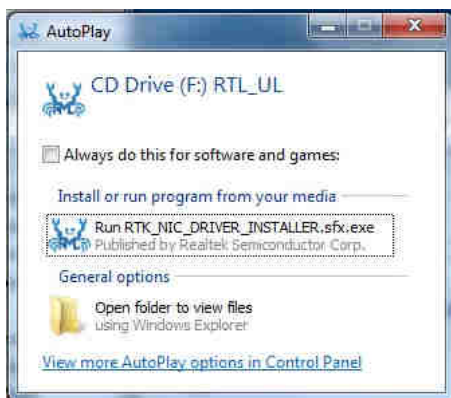 AutoPlay
CD Drive (F:) RTL_UL
Always do this for software and games:
Install or run program from your media
Run RTK_NIC_DRIVER_INSTALLER.sfx.exe
Published by Realtek Semiconductor Corp.
General options
Open folder to view files
using Windows Explorer
View more AutoPlay options in Control Panel